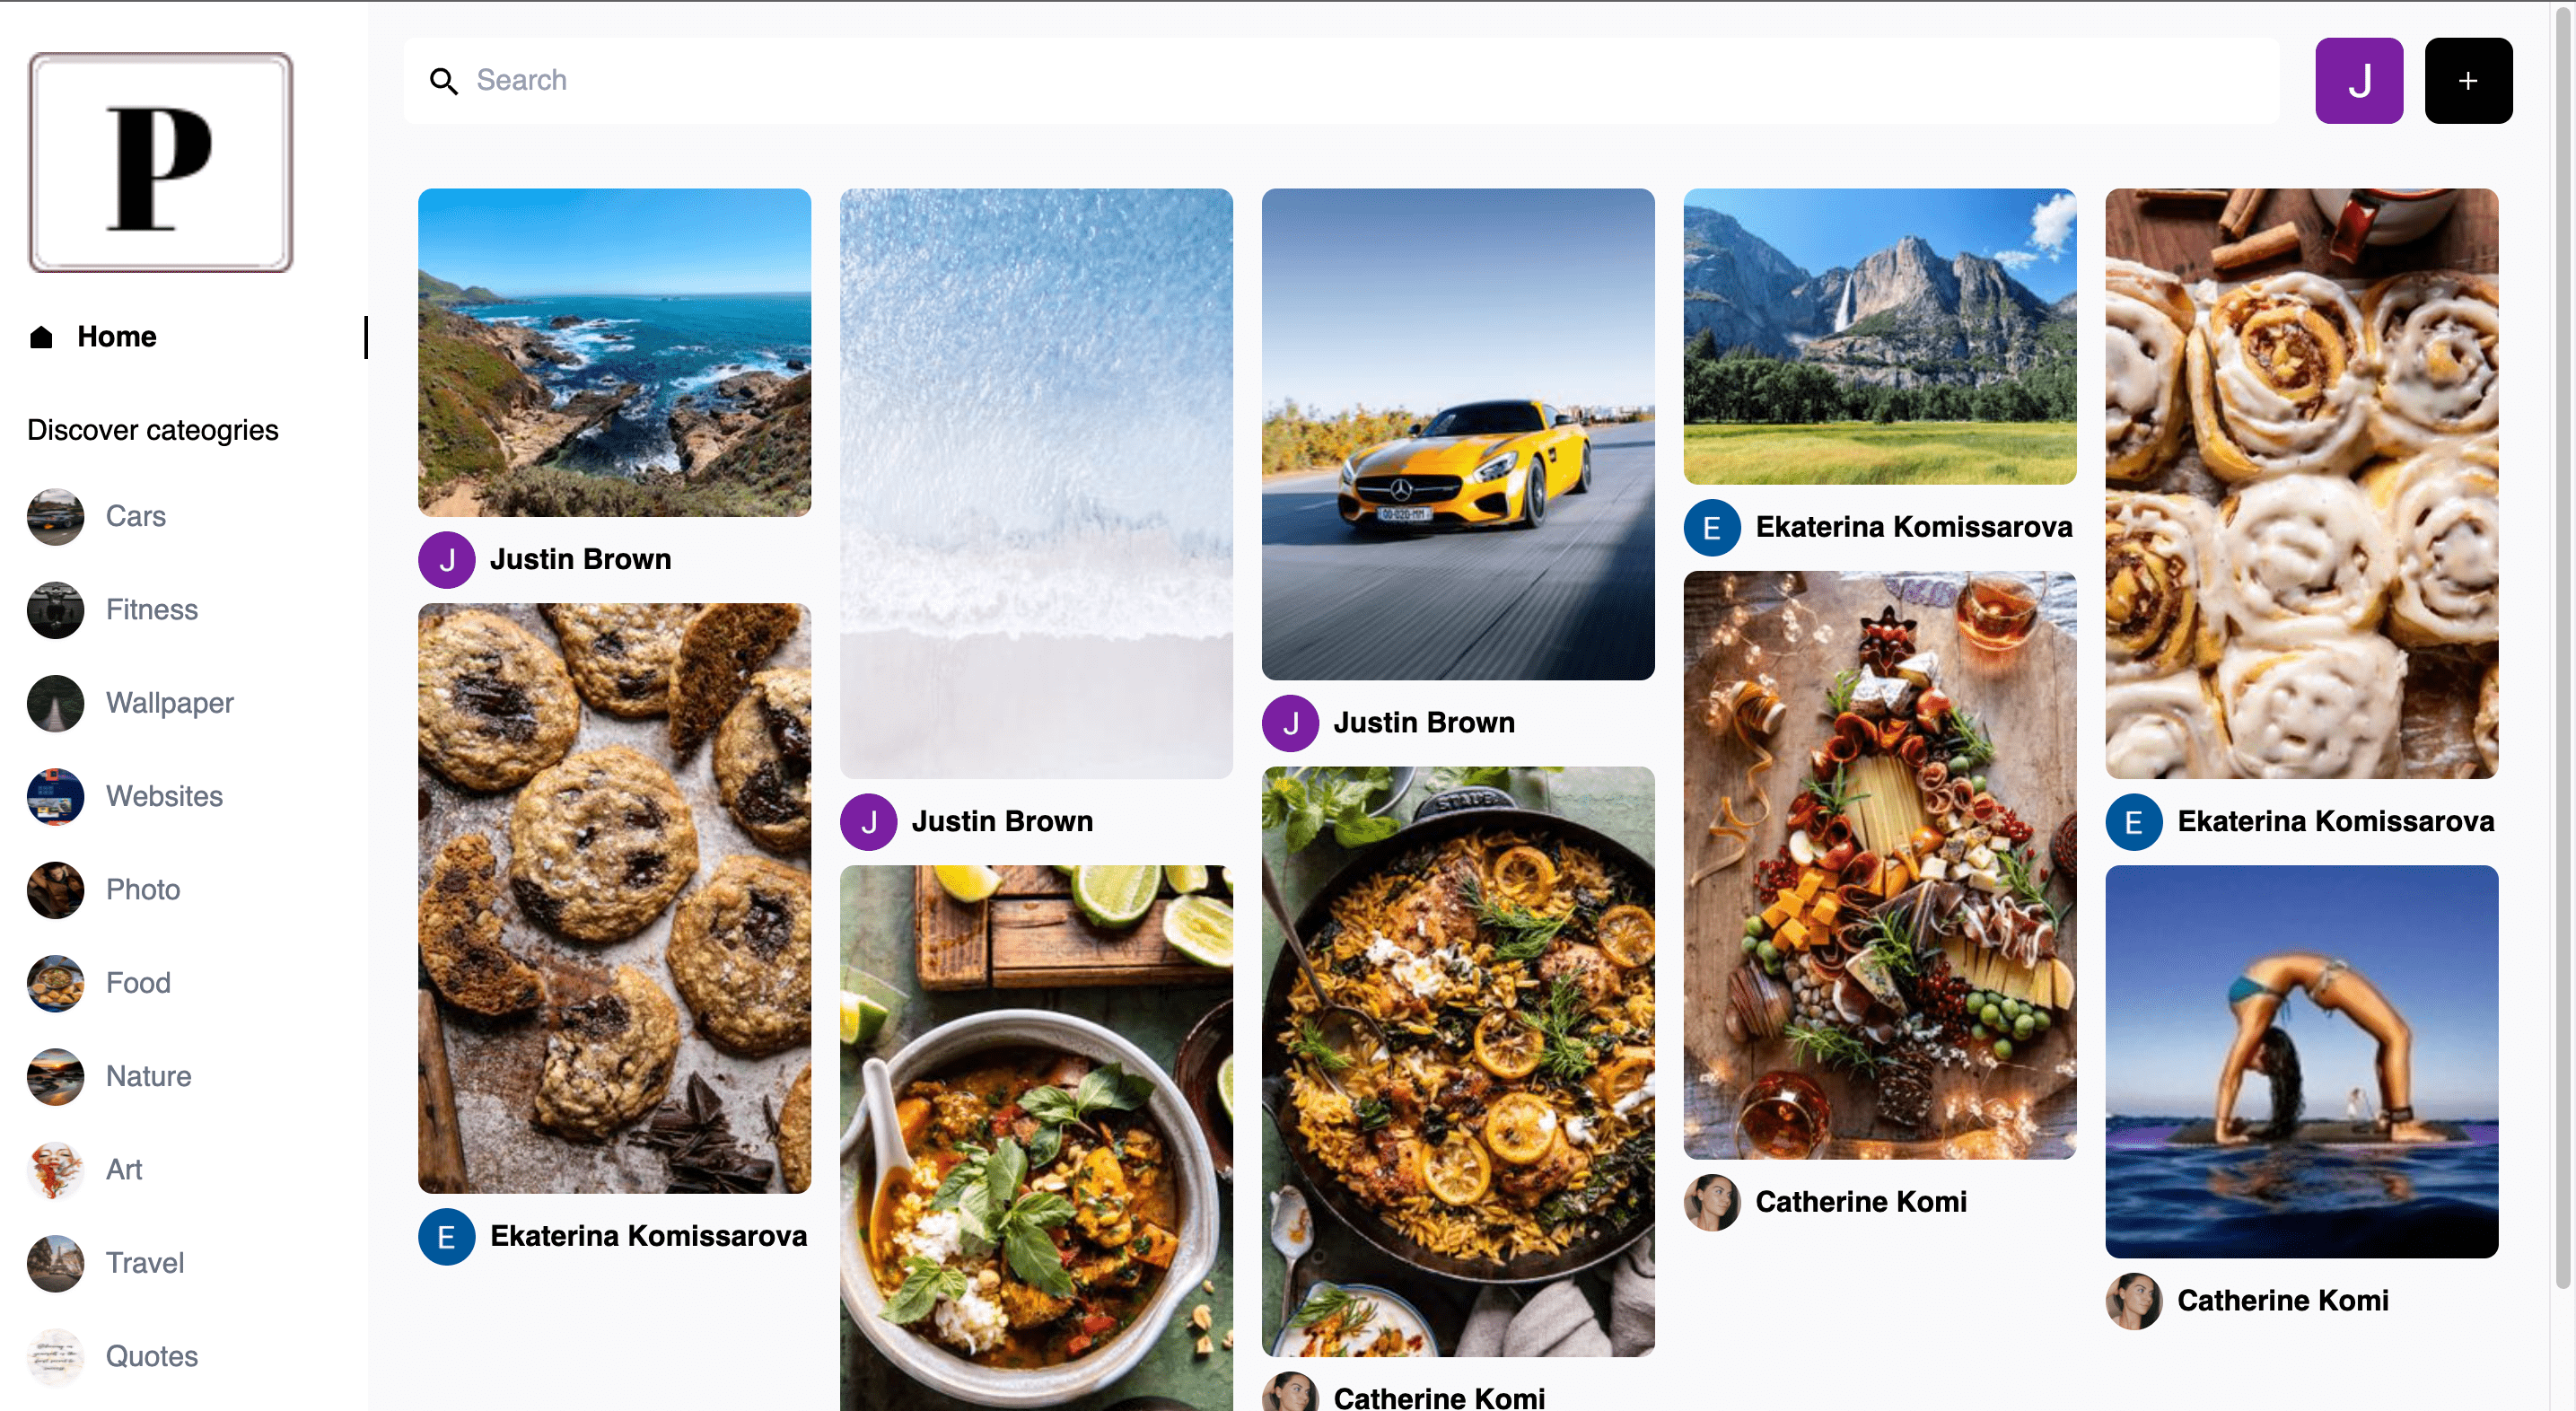 P
Home
Discover cateogries
Cars
Fitness
Wallpaper
Websites
Photo
Food
Nature
Art
Travel
Quotes
Search
J
+
J Justin Brown
E Ekaterina Komissarova
J Justin Brown
J Justin Brown
STAUB
Catherine Komi
E Ekaterina Komissarova
Catherine Komi
E Ekaterina Komissarova
Catherine Komi